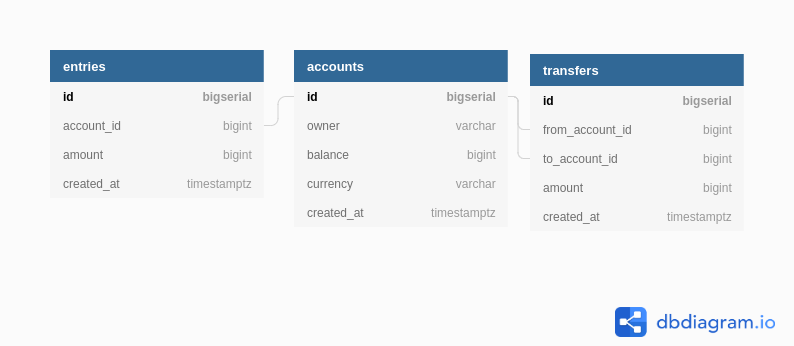 entries
id bigserial
account_id bigint
amount bigint
created_at timestamptz
accounts
id bigserial
owner varchar
balance bigint
currency varchar
created_at timestamptz
transfers
id bigserial
from_account_id bigint
to_account_id bigint
amount bigint
created_at timestamptz
dbdiagram.io